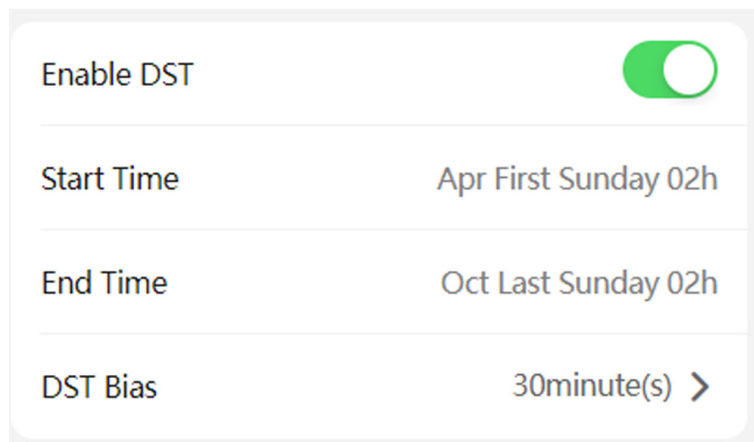 Enable DST
Start Time Apr First Sunday 02h
End Time Oct Last Sunday 02h
DST Bias 30minute(s)